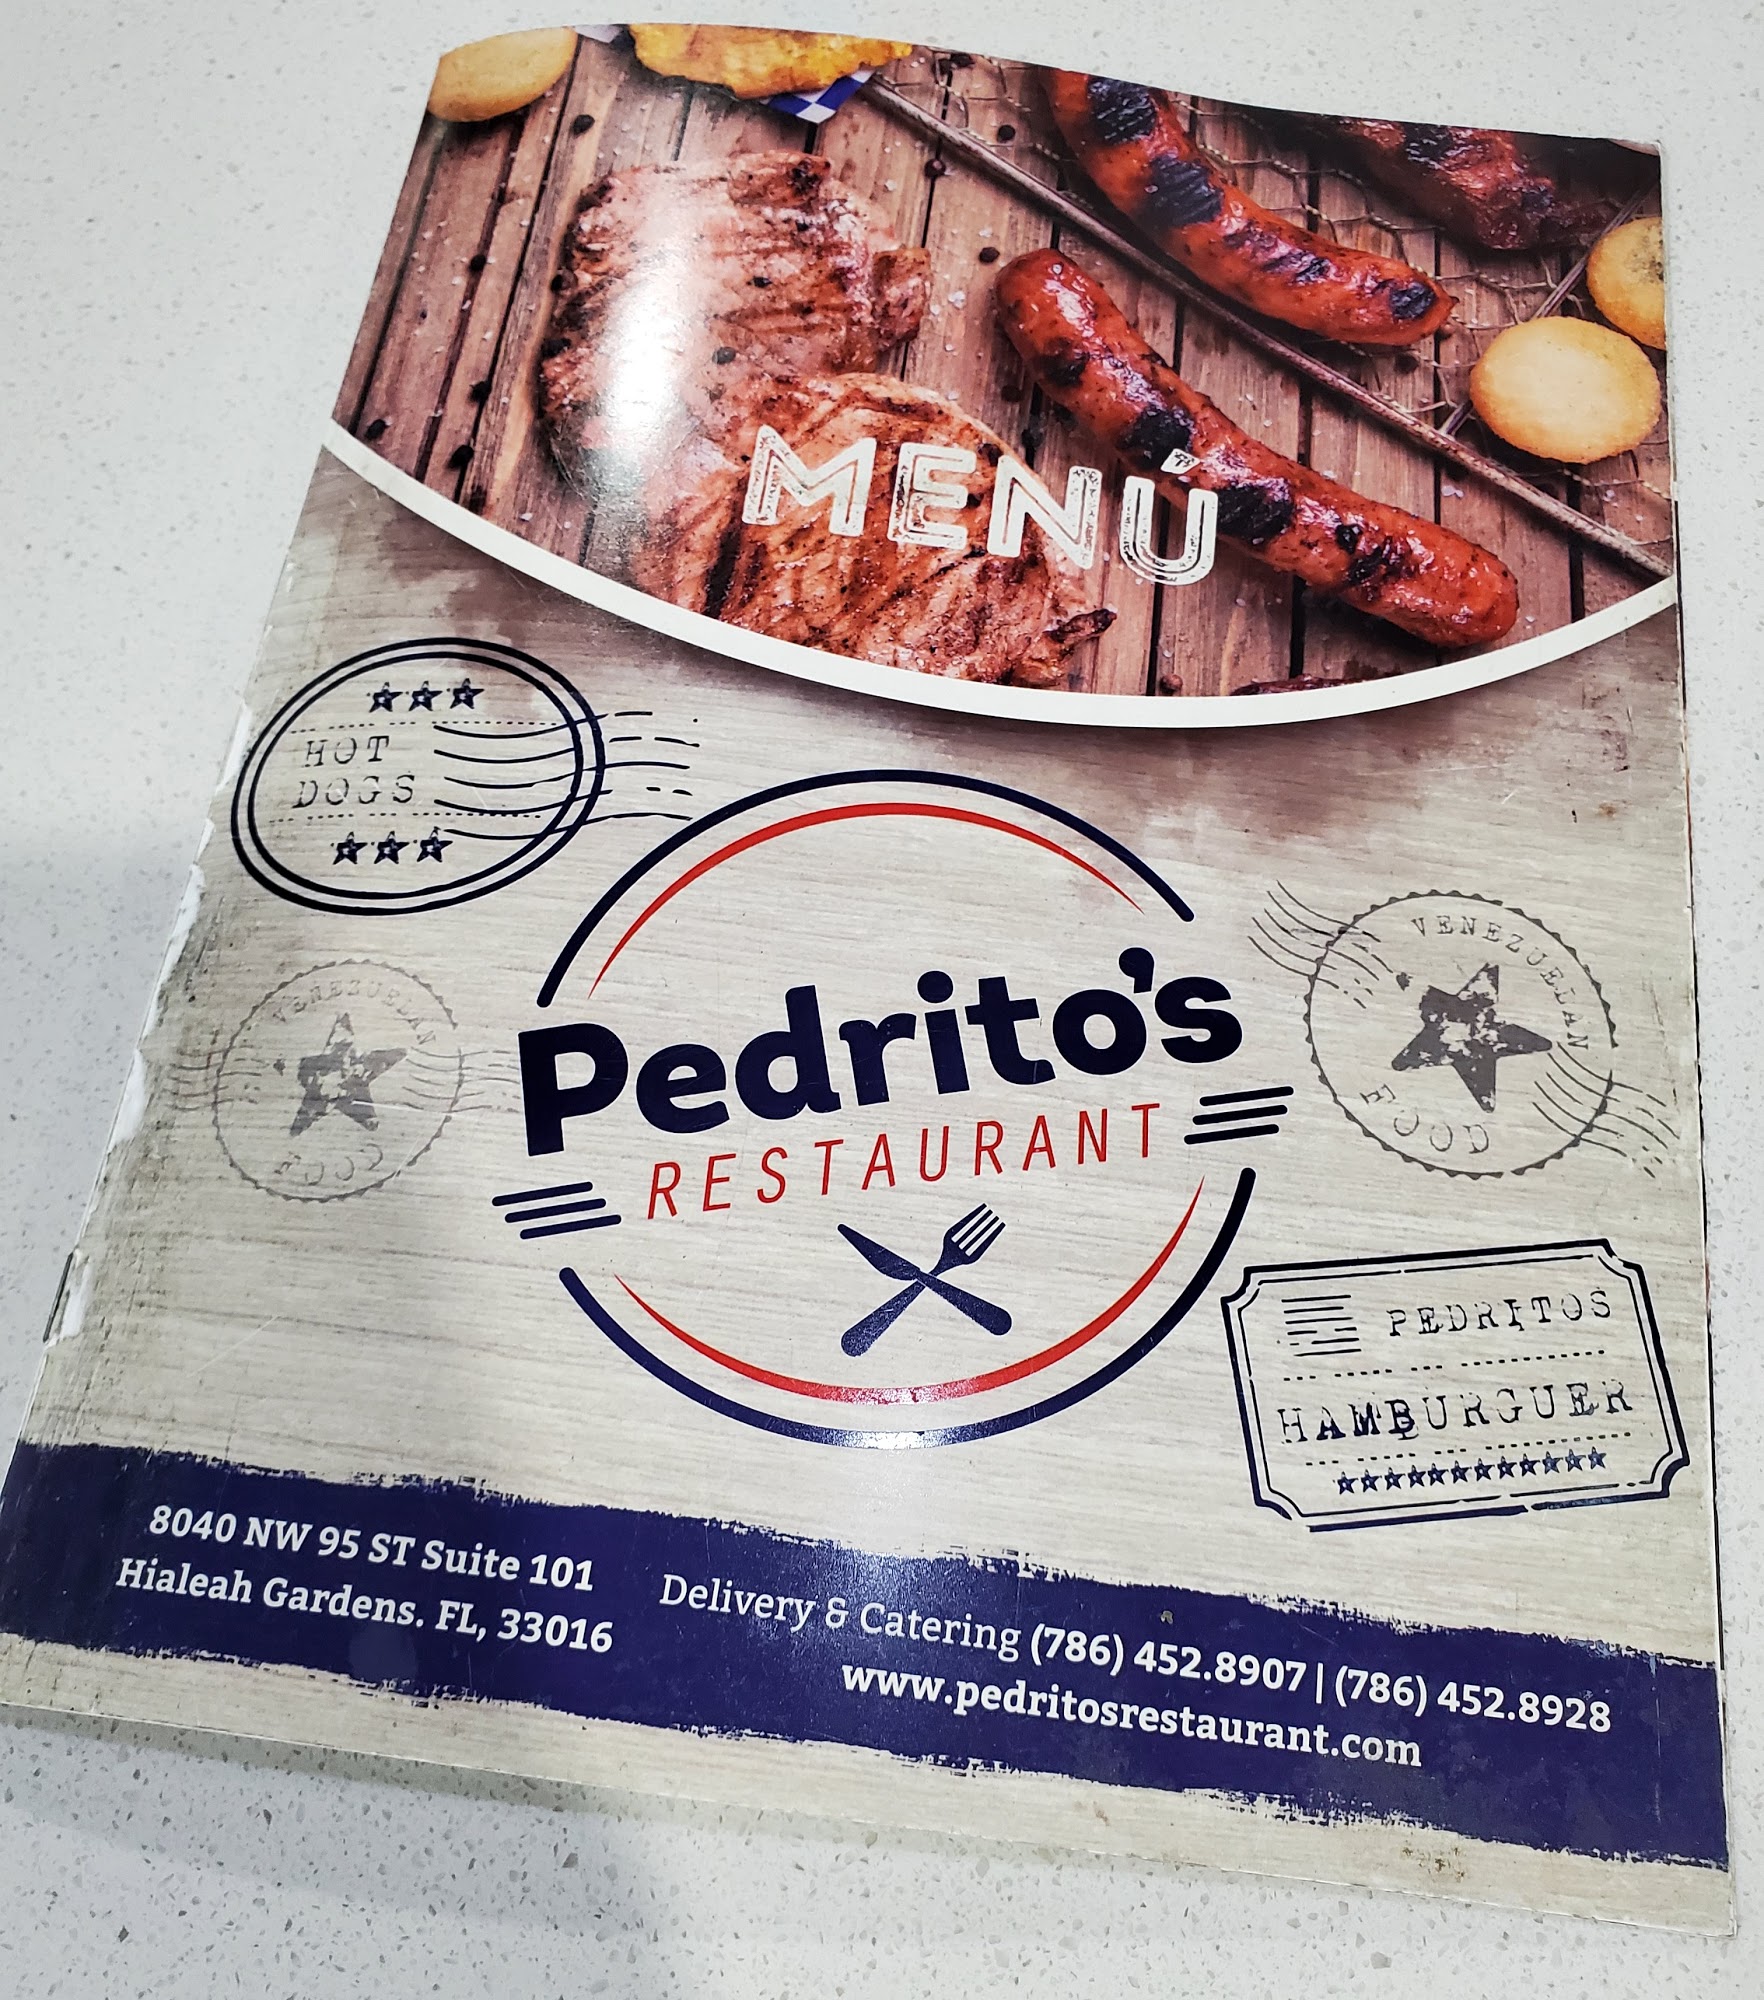 MENÚ
HOT
DOGS
VENEZUELAN
FOOD
VENEZUELAN
FOOD
Pedrito's
RESTAURANT
PEDRITOS
HAMBURGUER
8040 NW 95 ST Suite 101
Hialeah Gardens. FL, 33016
Delivery & Catering (786) 452.8907 | (786) 452.8928
www.pedritosrestaurant.com